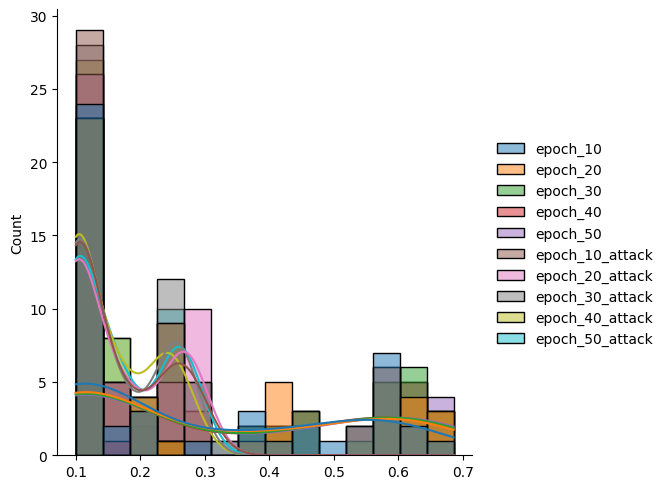 30
25
20
15
10
5
0
Count
0.1 0.2 0.3 0.4 0.5 0.6 0.7
epoch_10
epoch_20
epoch_30
epoch_40
epoch_50
epoch_10_attack
epoch_20_attack
epoch_30_attack
epoch_40_attack
epoch_50_attack